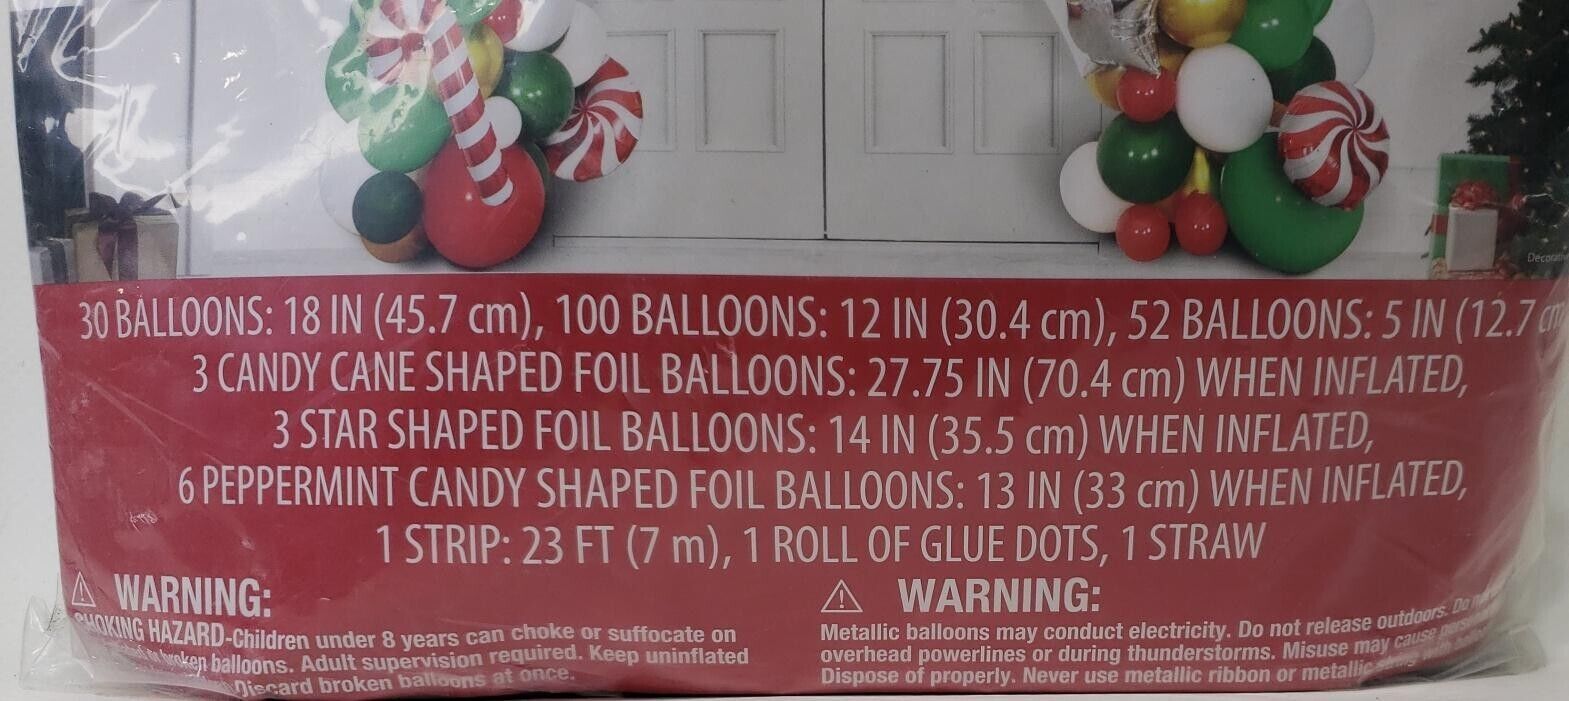 Decorativ
30 BALLOONS: 18 IN (45.7 cm), 100 BALLOONS: 12 IN (30.4 cm), 52 BALLOONS: 5 IN (12.7 cm
3 CANDY CANE SHAPED FOIL BALLOONS: 27.75 IN (70.4 cm) WHEN INFLATED,
3 STAR SHAPED FOIL BALLOONS: 14 IN (35.5 cm) WHEN INFLATED,
6 PEPPERMINT CANDY SHAPED FOIL BALLOONS: 13 IN (33 cm) WHEN INFLATED,
1 STRIP: 23 FT (7 m), 1 ROLL OF GLUE DOTS, 1 STRAW
⚠ WARNING:
CHOKING HAZARD-Children under 8 years can choke or suffocate on
broken balloons. Adult supervision required. Keep uninflated
Discard broken balloons at once.
⚠ WARNING:
Metallic balloons may conduct electricity. Do not release outdoors. Do
overhead powerlines or during thunderstorms. Misuse may cause
Dispose of properly. Never use metallic ribbon or metallic